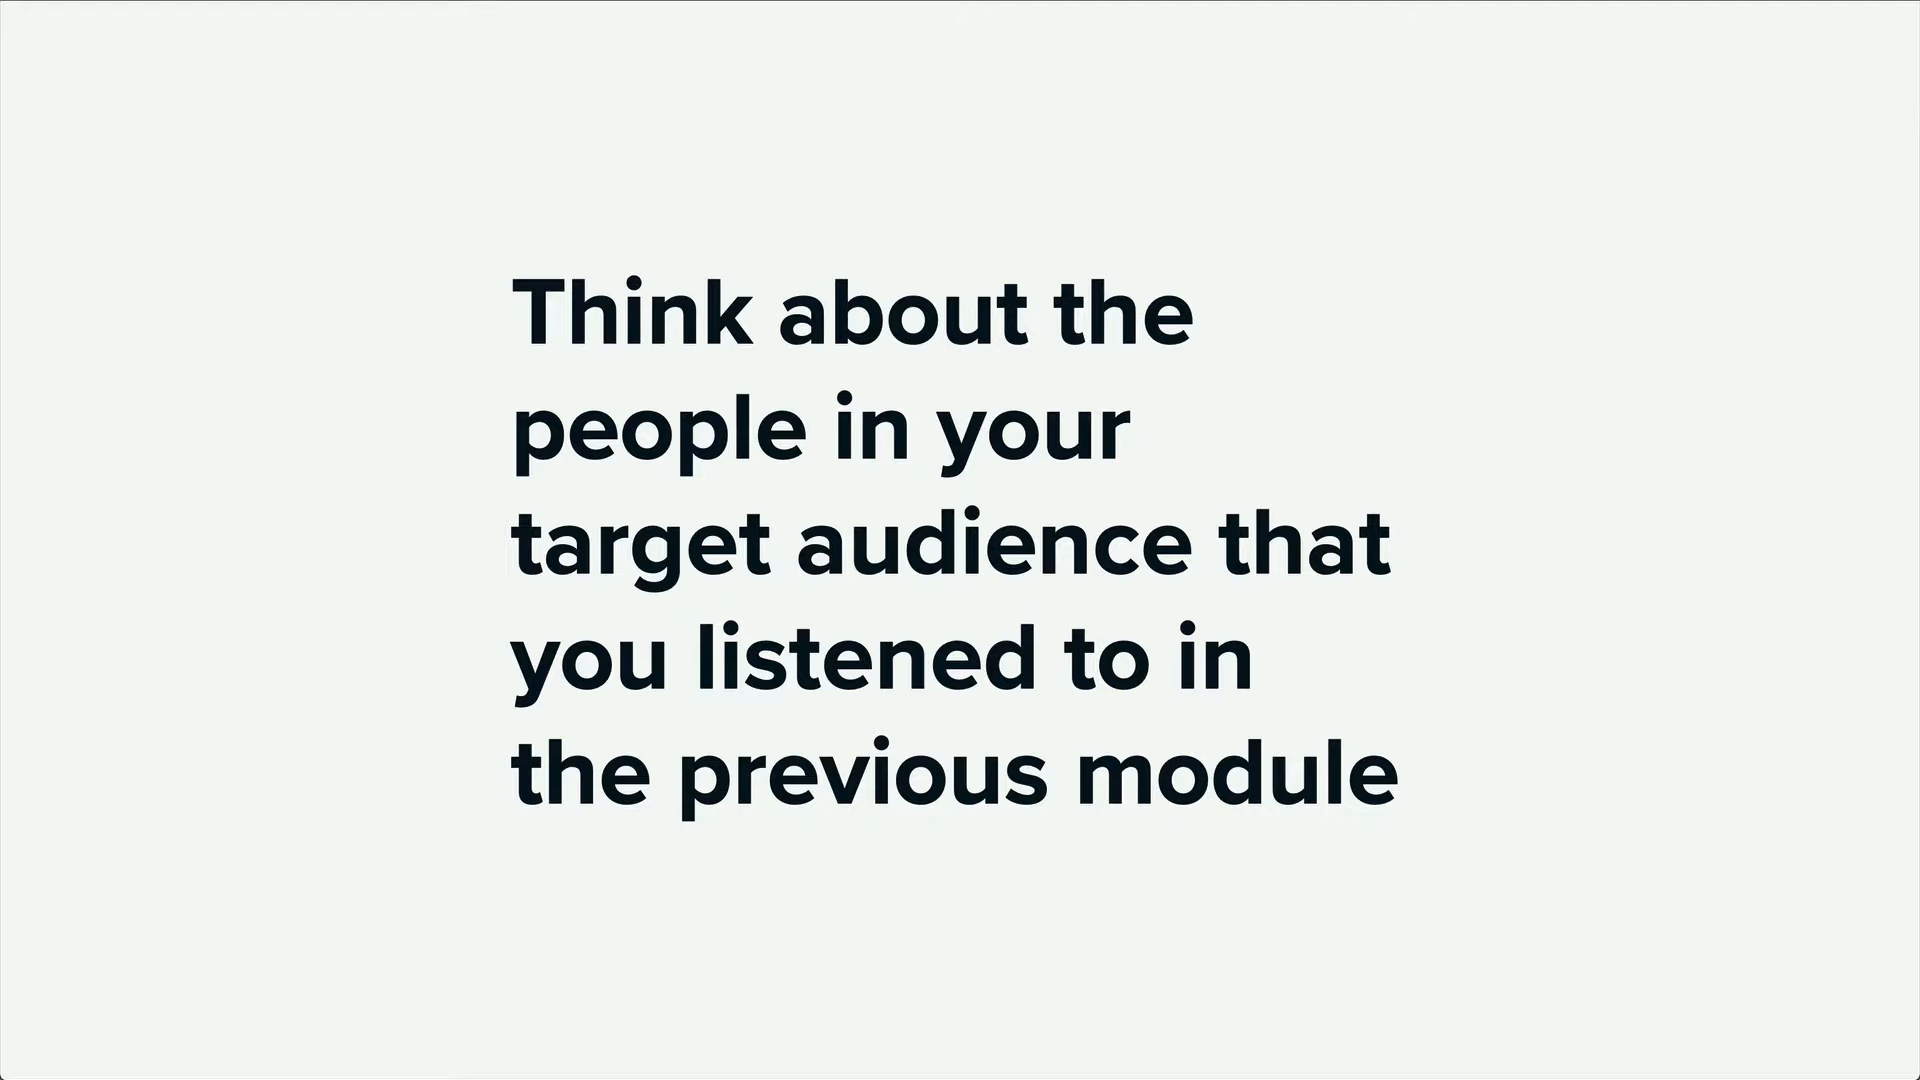 Think about the
people in your
target audience that
you listened to in
the previous module